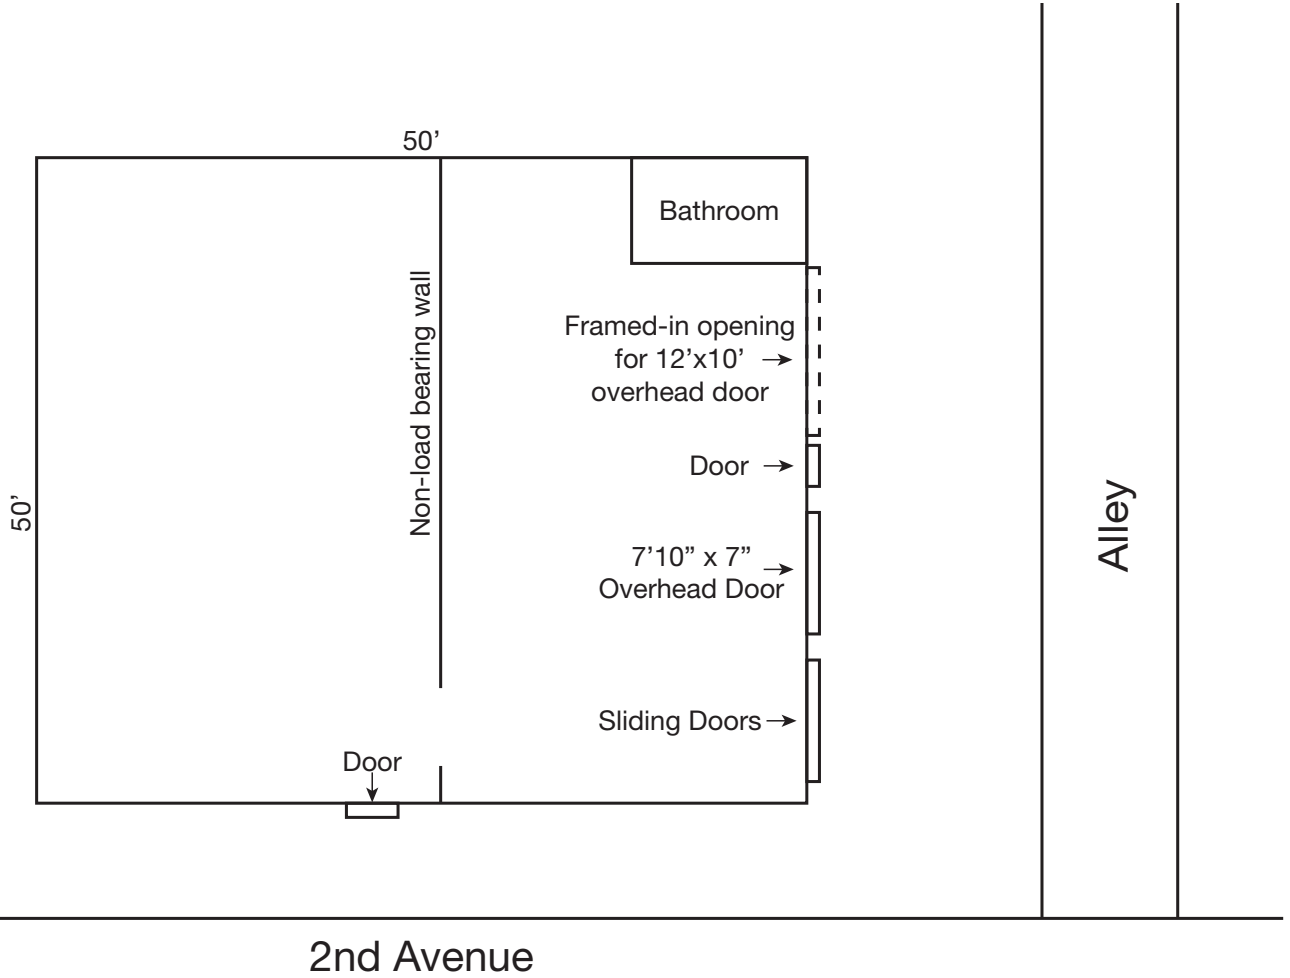 50’
Bathroom
Non-load bearing wall
Framed-in opening
for 12’x10’
overhead door
Door
50’
Alley
7’10” x 7”
Overhead Door
Sliding Doors
Door
2nd Avenue